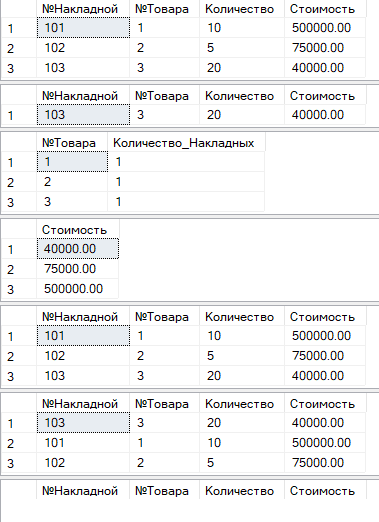 №Накладной №Товара Количество Стоимость
1 101 1 10 500000.00
2 102 2 5 75000.00
3 103 3 20 40000.00
№Накладной №Товара Количество Стоимость
1 103 3 20 40000.00
№Товара Количество_Накладных
1 1 1
2 2 1
3 3 1
Стоимость
1 40000.00
2 75000.00
3 500000.00
№Накладной №Товара Количество Стоимость
1 101 1 10 500000.00
2 102 2 5 75000.00
3 103 3 20 40000.00
№Накладной №Товара Количество Стоимость
1 103 3 20 40000.00
2 101 1 10 500000.00
3 102 2 5 75000.00
№Накладной №Товара Количество Стоимость